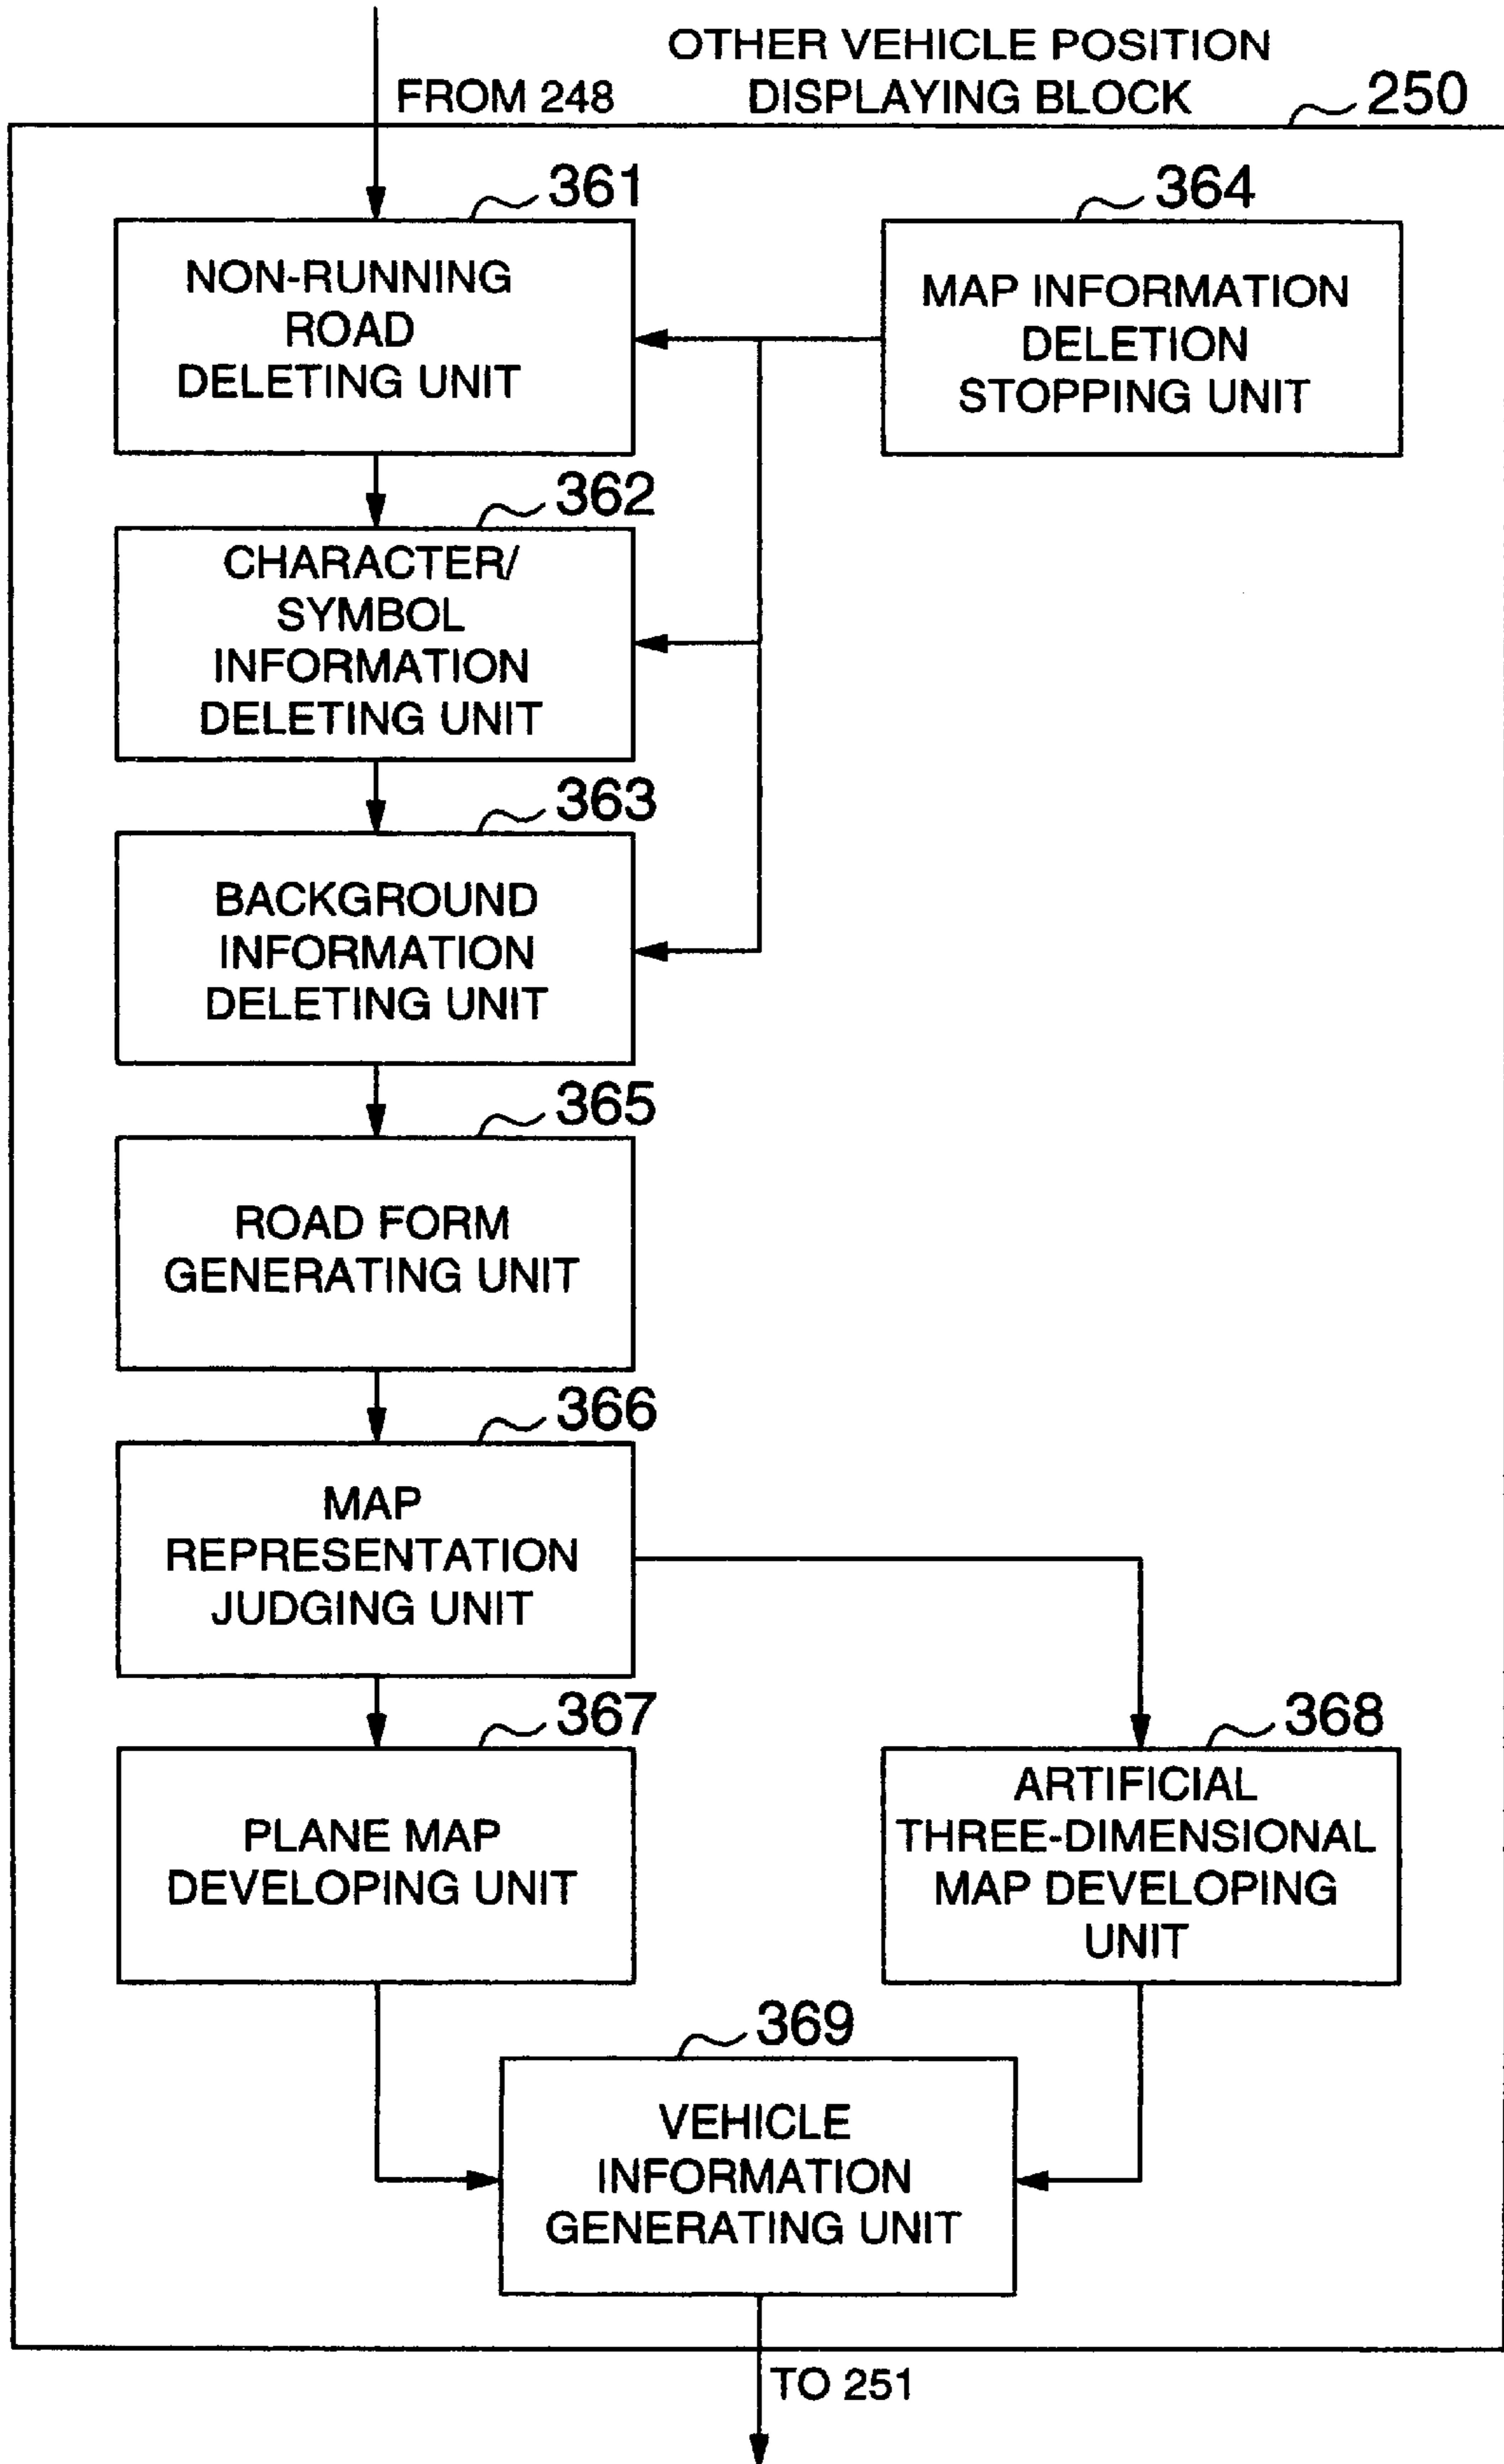 OTHER VEHICLE POSITION
DISPLAYING BLOCK
250
FROM 248
361
NON-RUNNING
ROAD
DELETING UNIT
364
MAP INFORMATION
DELETION
STOPPING UNIT
362
CHARACTER/
SYMBOL
INFORMATION
DELETING UNIT
363
BACKGROUND
INFORMATION
DELETING UNIT
365
ROAD FORM
GENERATING UNIT
366
MAP
REPRESENTATION
JUDGING UNIT
367
PLANE MAP
DEVELOPING UNIT
368
ARTIFICIAL
THREE-DIMENSIONAL
MAP DEVELOPING
UNIT
369
VEHICLE
INFORMATION
GENERATING UNIT
TO 251